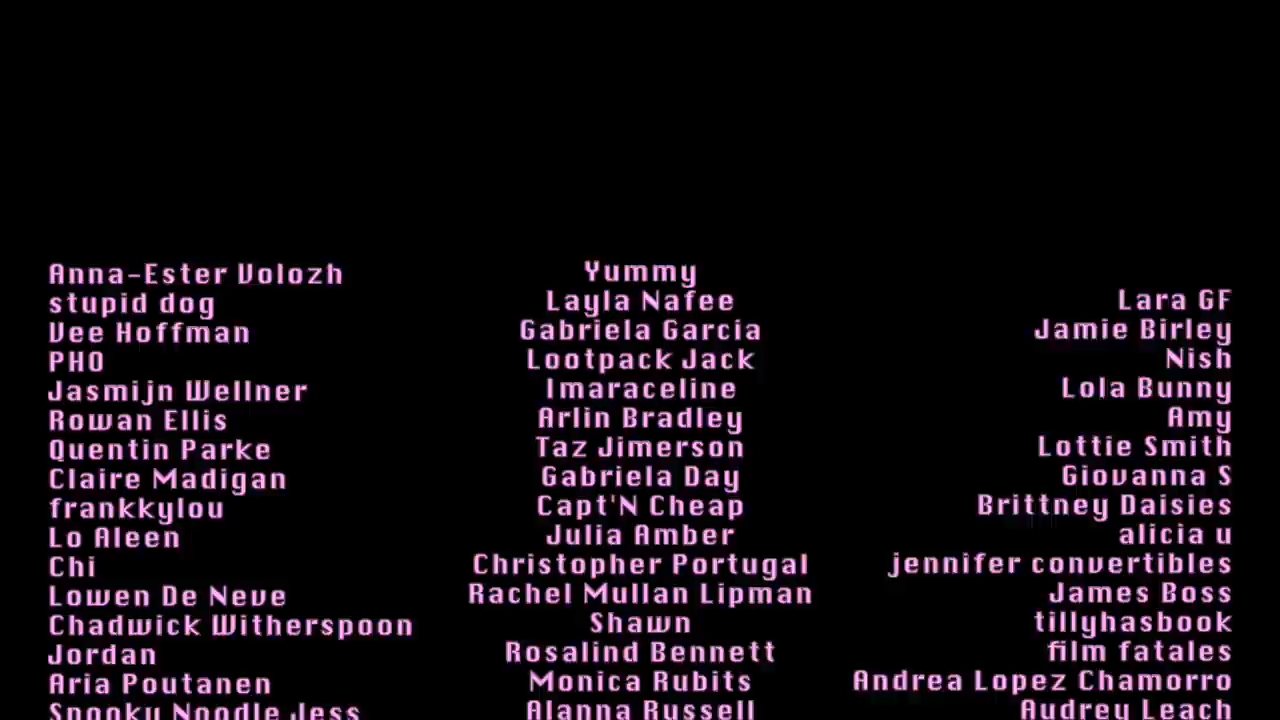 Anna-Ester Volozh
stupid dog
Vee Hoffman
PHO
Jasmijn Wellner
Rowan Ellis
Quentin Parke
Claire Madigan
frankkylou
Lo Aleen
Chi
Lowen De Neve
Chadwick Witherspoon
Jordan
Aria Poutanen
Spooky Noodle Jess
Yummy
Layla Nafee
Gabriela Garcia
Lootpack Jack
Imaraceline
Arlin Bradley
Taz Jimerson
Gabriela Day
Capt'N Cheap
Julia Amber
Christopher Portugal
Rachel Mullan Lipman
Shawn
Rosalind Bennett
Monica Rubits
Alanna Russell
Lara GF
Jamie Birley
Nish
Lola Bunny
Amy
Lottie Smith
Giovanna S
Brittney Daisies
alicia u
jennifer convertibles
James Boss
tillyhasbook
film fatales
Andrea Lopez Chamorro
Audrey Leach